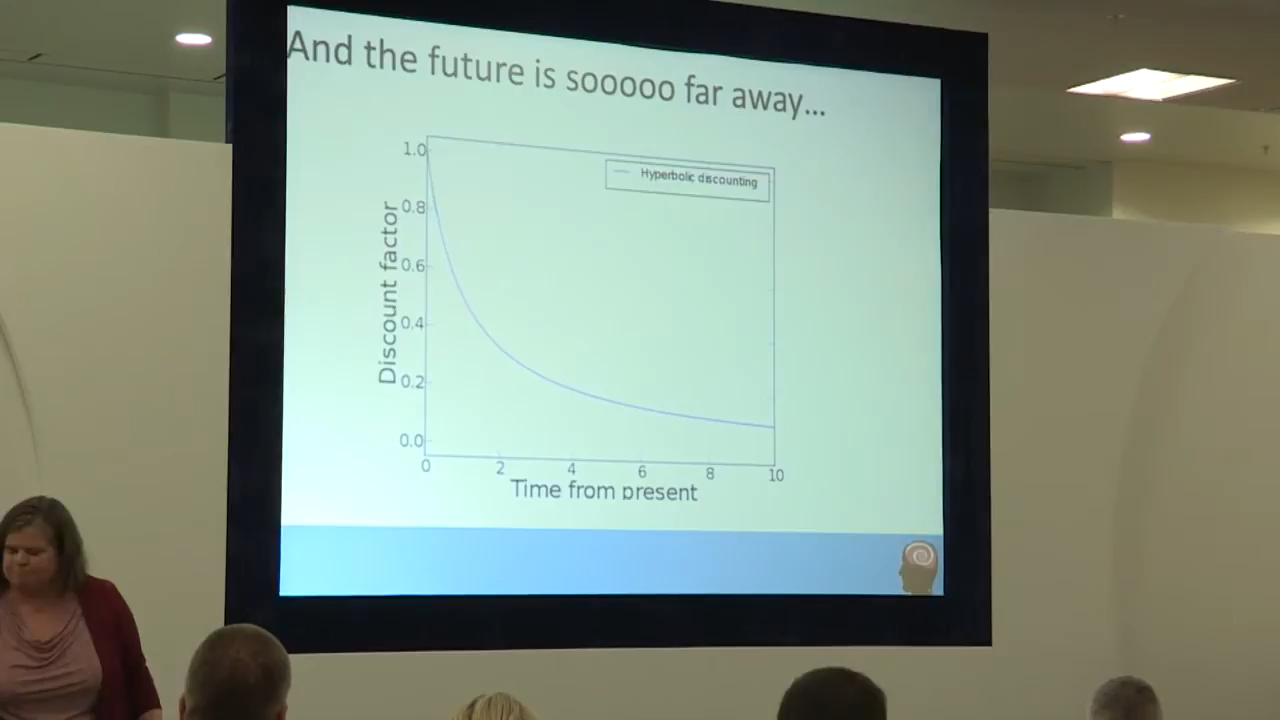 And the future is sooooo far away...
Hyperbolic discounting
1.0
0.8
0.6
0.4
0.2
0.0
Discount factor
0 2 4 6 8 10
Time from present